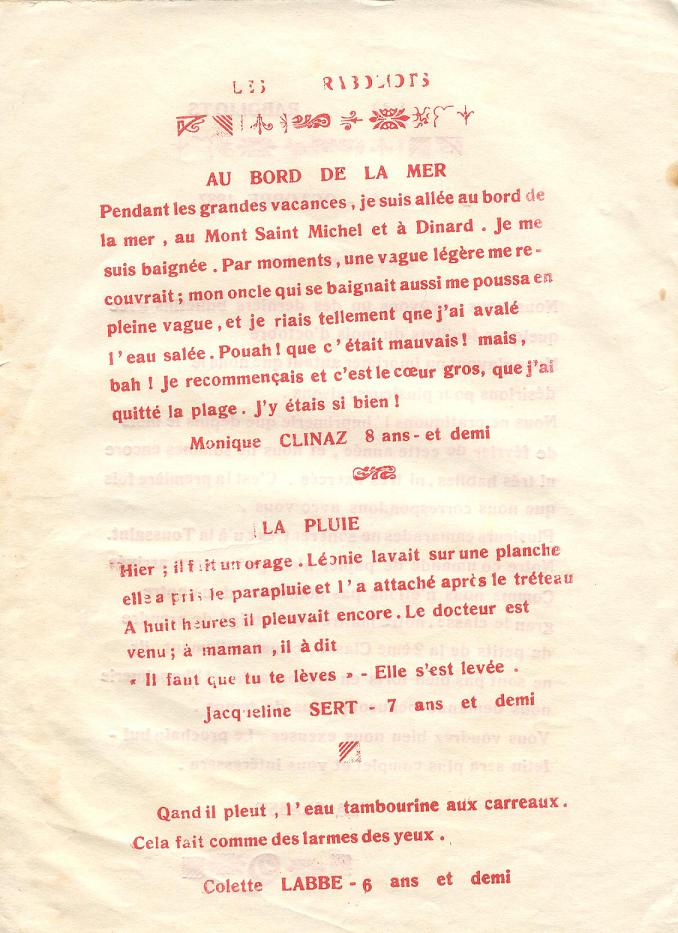 LES RABOLIOTS
AU BORD DE LA MER
Pendant les grandes vacances , je suis allée au bord de
la mer , au Mont Saint Michel et à Dinard . Je me
suis baignée . Par moments , une vague légère me re -
couvrait ; mon oncle qui se baignait aussi me poussa en
pleine vague , et je riais tellement qne j'ai avalé
l'eau salée . Pouah ! que c'était mauvais ! mais ,
bah ! Je recommençais et c'est le cœur gros, que j'ai
quitté la plage . J'y étais si bien !
Monique CLINAZ 8 ans - et demi
LA PLUIE
Hier ; il fait un orage . Léonie lavait sur une planche
elle a pris le parapluie et l'a attaché après le tréteau
A huit heures il pleuvait encore . Le docteur est
venu ; à maman , il à dit
« Il faut que tu te lèves » - Elle s'est levée .
Jacqueline SERT - 7 ans et demi
Qand il pleut , l'eau tambourine aux carreaux .
Cela fait comme des larmes des yeux .
Colette LABBE - 6 ans et demi